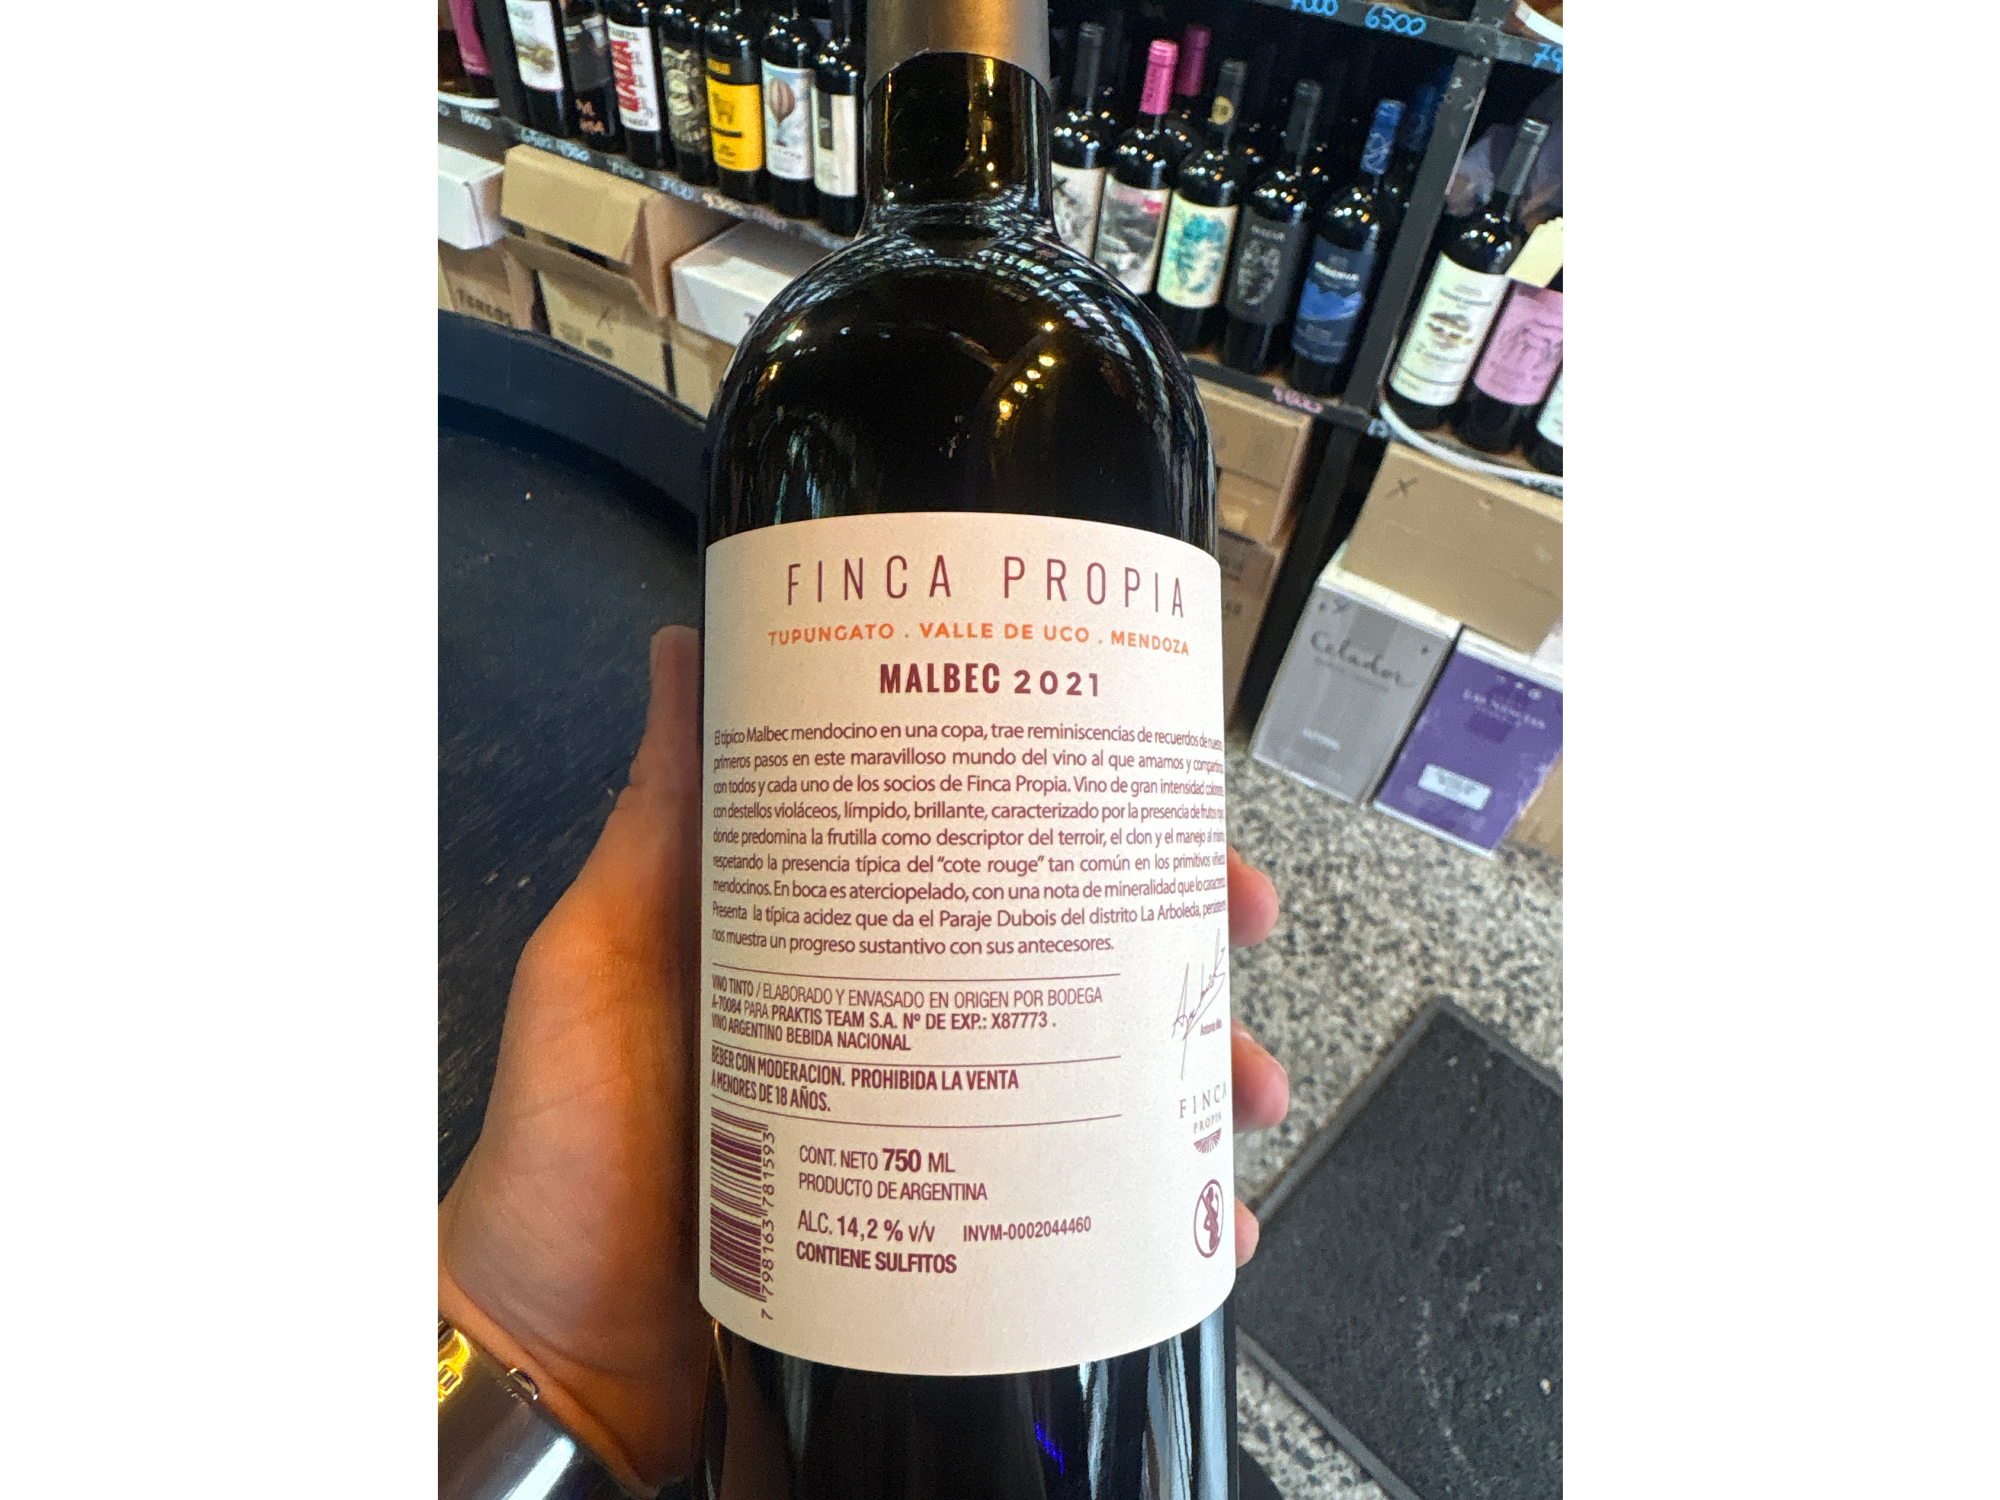 7000 6500
18000
4800
FINCA PROPIA
TUPUNGATO . VALLE DE UCO . MENDOZA
MALBEC 2021
El típico Malbec mendocino en una copa, trae reminiscencias de recuerdos de
primeros pasos en este maravilloso mundo del vino al que amamos y
con todos y cada uno de los socios de Finca Propia. Vino de gran intensidad
con destellos violáceos, límpido, brillante, caracterizado por la presencia de frutos
donde predomina la frutilla como descriptor del terroir, el clon y el manejo
respetando la presencia típica del "cote rouge" tan común en los primitivos
mendocinos. En boca es aterciopelado, con una nota de mineralidad que lo
Presenta la típica acidez que da el Paraje Dubois del distrito La Arboleda,
nos muestra un progreso sustantivo con sus antecesores.
VINO TINTO / ELABORADO Y ENVASADO EN ORIGEN POR BODEGA
A-70084 PARA PRAKTIS TEAM S.A. Nº DE EXP.: X87773 .
VINO ARGENTINO BEBIDA NACIONAL
BEBER CON MODERACION. PROHIBIDA LA VENTA
A MENORES DE 18 AÑOS.
FINCA
PROPIA
CONT. NETO 750 ML
PRODUCTO DE ARGENTINA
ALC. 14,2 % v/v INVM-0002044460
CONTIENE SULFITOS
7 798163 781593
Celador
LAS NENCIAS